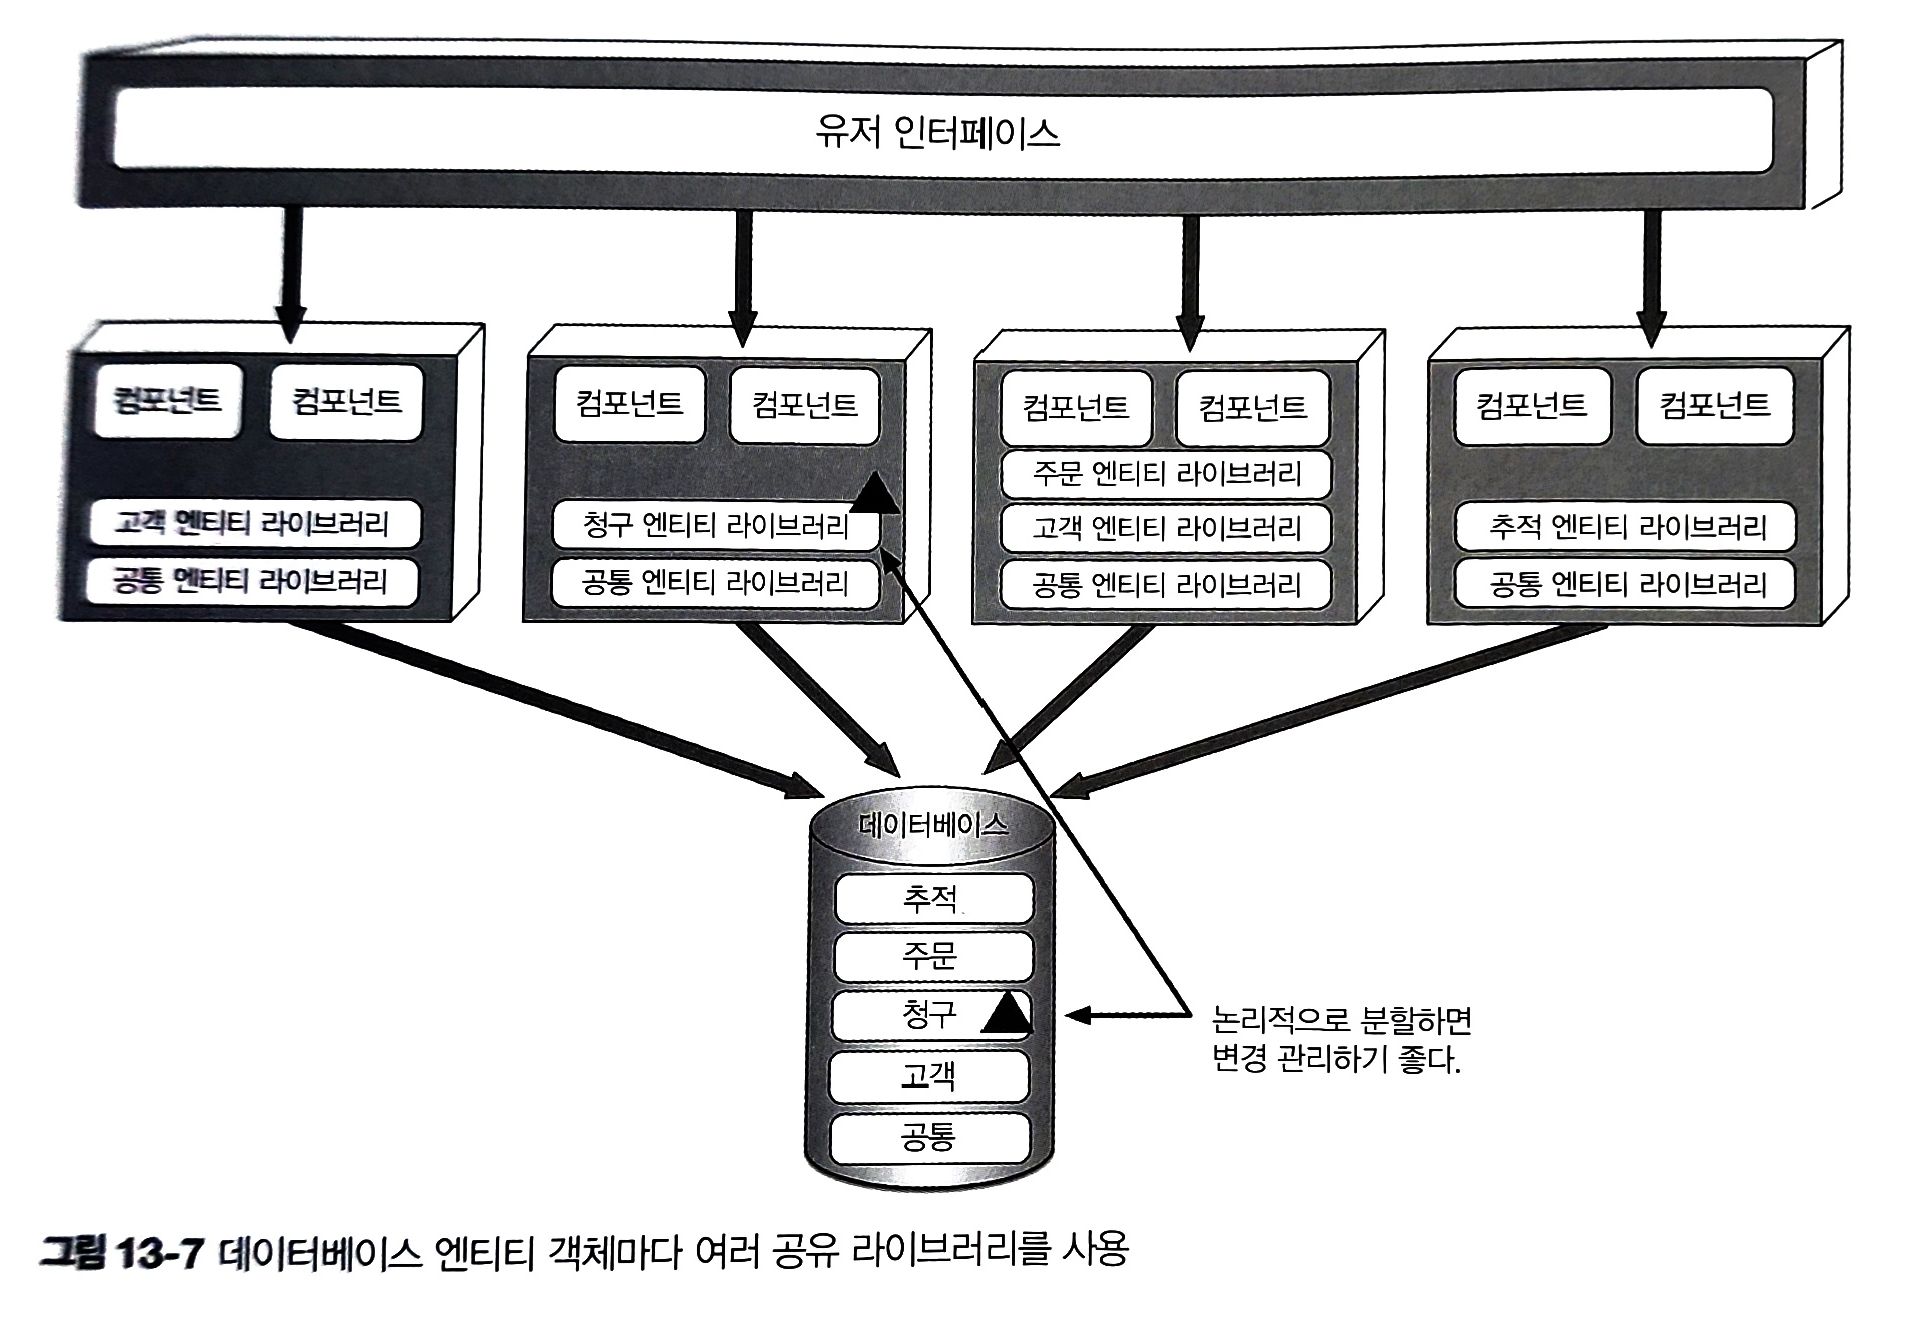 유저 인터페이스
컴포넌트 컴포넌트
고객 엔티티 라이브러리
공통 엔티티 라이브러리
컴포넌트 컴포넌트
청구 엔티티 라이브러리
공통 엔티티 라이브러리
컴포넌트 컴포넌트
주문 엔티티 라이브러리
고객 엔티티 라이브러리
공통 엔티티 라이브러리
컴포넌트 컴포넌트
추적 엔티티 라이브러리
공통 엔티티 라이브러리
데이터베이스
추적
주문
청구
고객
공통
논리적으로 분할하면
변경 관리하기 좋다.
그림 13-7 데이터베이스 엔티티 객체마다 여러 공유 라이브러리를 사용